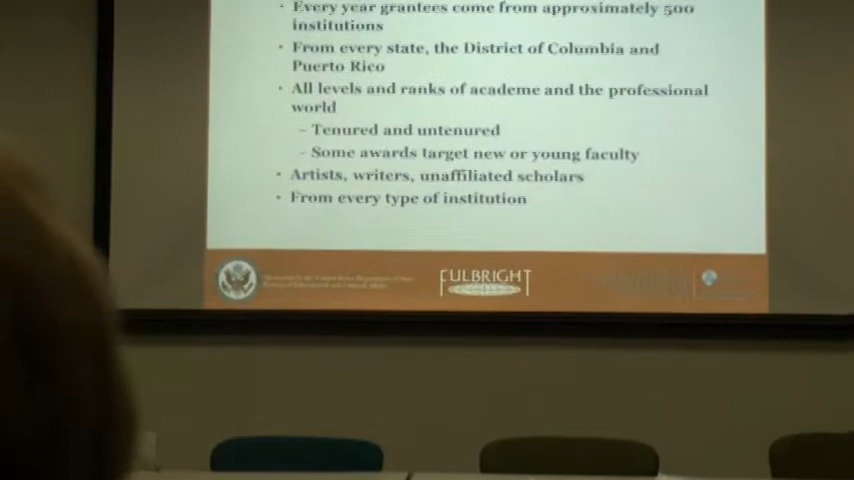 · Every year grantees come from approximately 500
institutions
· From every state, the District of Columbia and
Puerto Rico
· All levels and ranks of academe and the professional
world
– Tenured and untenured
- Some awards target new or young faculty
· Artists, writers, unaffiliated scholars
· From every type of institution
FULBRIGHT